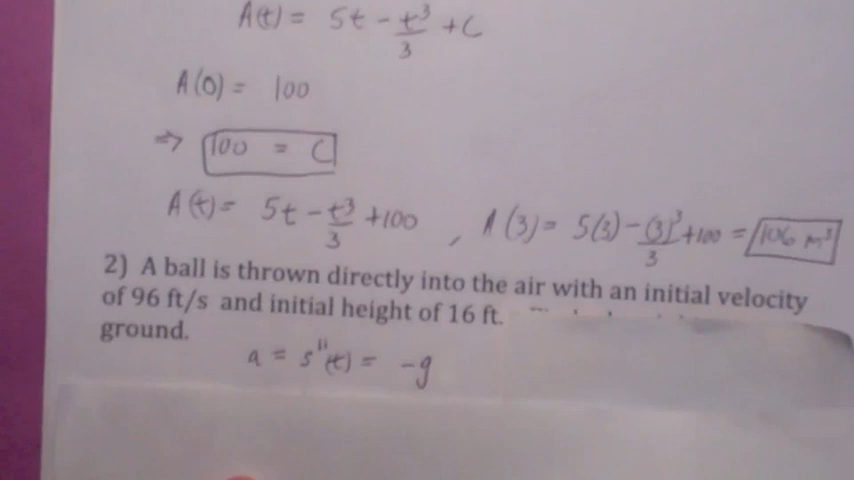 A(t) = 5t - t³/3 + C
A(0) = 100
⇒ 100 = C
A(t) = 5t - t³/3 + 100 , A(3) = 5(3) - (3)³/3 + 100 = 106 m³
2) A ball is thrown directly into the air with an initial velocity
of 96 ft/s and initial height of 16 ft.
ground.
a = s"(t) = -g